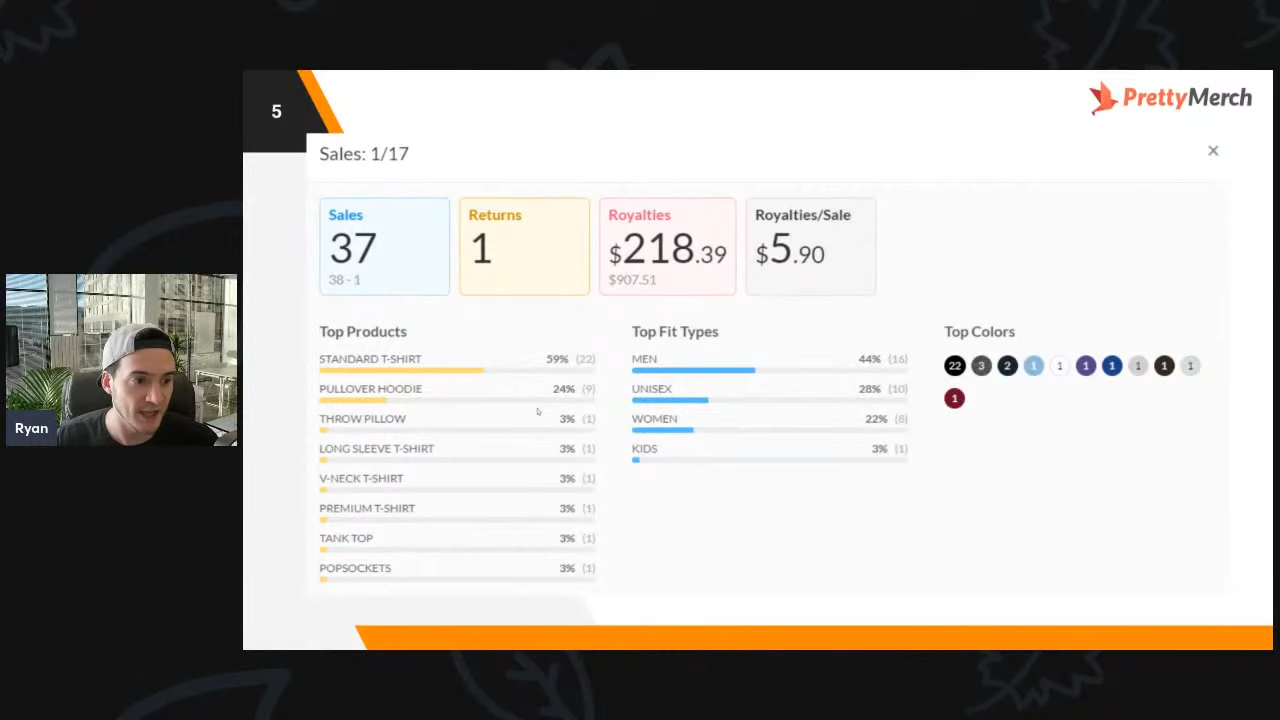 5
PrettyMerch
Sales: 1/17
×
Sales
37
38 - 1
Returns
1
Royalties
$218.39
$907.51
Royalties/Sale
$5.90
Top Products
STANDARD T-SHIRT 59% (22)
PULLOVER HOODIE 24% (9)
THROW PILLOW 3% (1)
LONG SLEEVE T-SHIRT 3% (1)
V-NECK T-SHIRT 3% (1)
PREMIUM T-SHIRT 3% (1)
TANK TOP 3% (1)
POPSOCKETS 3% (1)
Top Fit Types
MEN 44% (16)
UNISEX 28% (10)
WOMEN 22% (8)
KIDS 3% (1)
Top Colors
22 3 2 1 1 1 1 1 1 1
1
Ryan